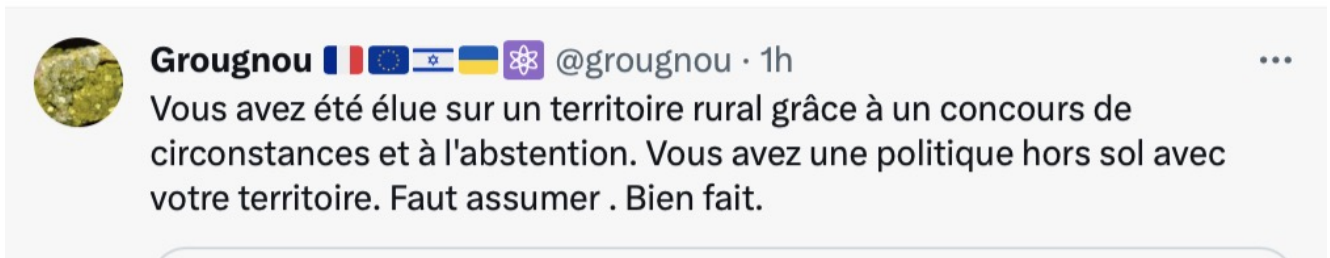 Grougnou 🇫🇷🇪🇺🇮🇱🇺🇦⚛️ @grougnou · 1h
Vous avez été élue sur un territoire rural grâce à un concours de
circonstances et à l'abstention. Vous avez une politique hors sol avec
votre territoire. Faut assumer . Bien fait.